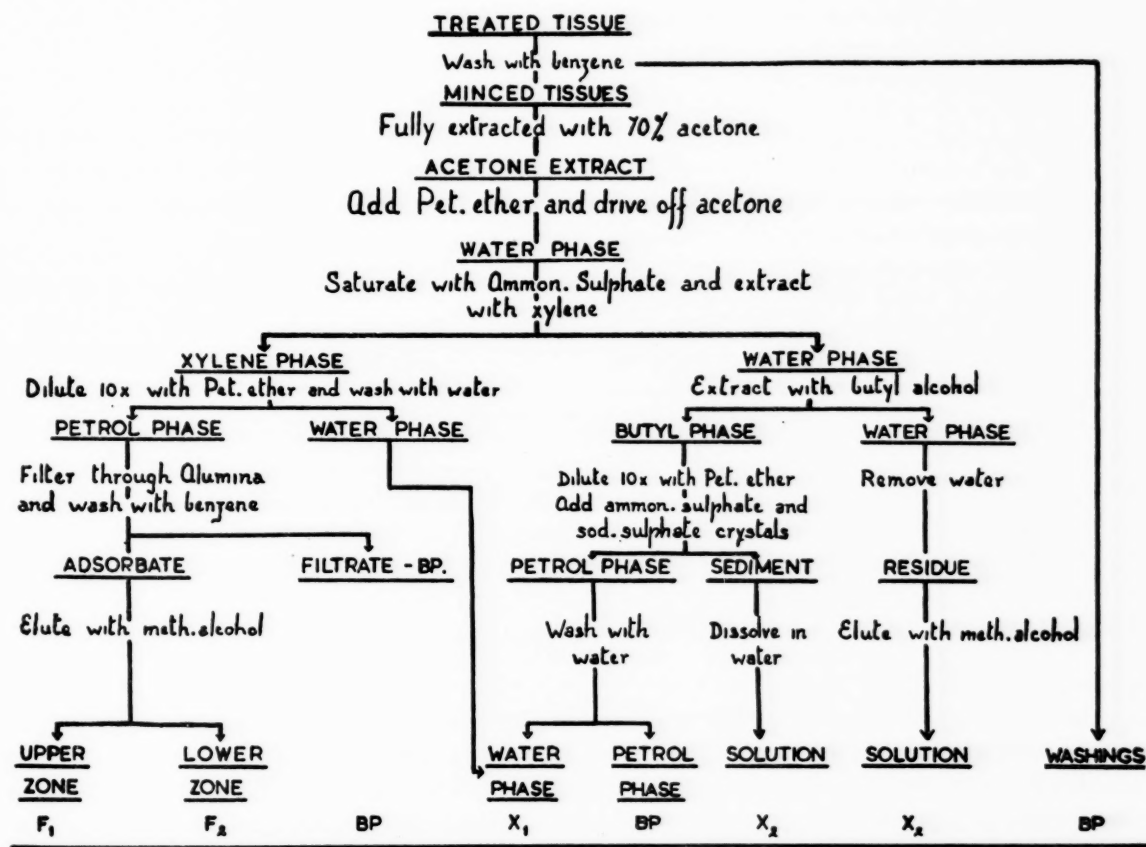 TREATED TISSUE
Wash with benzene
MINCED TISSUES
Fully extracted with 70% acetone
ACETONE EXTRACT
Add Pet. ether and drive off acetone
WATER PHASE
Saturate with Ammon. Sulphate and extract
with xylene
XYLENE PHASE
Dilute 10x with Pet. ether and wash with water
WATER PHASE
Extract with butyl alcohol
PETROL PHASE
WATER PHASE
BUTYL PHASE
WATER PHASE
Filter through Alumina
and wash with benzene
Dilute 10x with Pet. ether
Add ammon. sulphate and
sod. sulphate crystals
Remove water
ADSORBATE
FILTRATE - BP.
PETROL PHASE
SEDIMENT
RESIDUE
Elute with meth. alcohol
Wash with
water
Dissolve in
water
Elute with meth. alcohol
UPPER
ZONE
LOWER
ZONE
WATER
PHASE
PETROL
PHASE
SOLUTION
SOLUTION
WASHINGS
F₁ F₂ BP X₁ BP X₂ X₂ BP